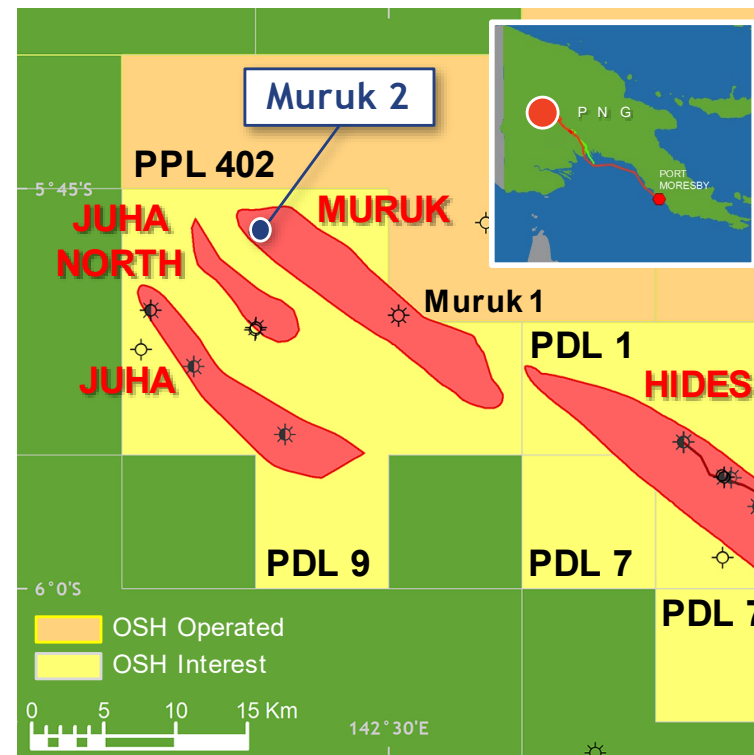 Muruk 2
P N G
PORT
MORESBY
PPL 402
5°45'S
JUHA
NORTH
MURUK
Muruk 1
PDL 1
JUHA
HIDES
PDL 9
PDL 7
6°0'S
PDL 7
OSH Operated
OSH Interest
0 5 10 15 Km
142°30'E